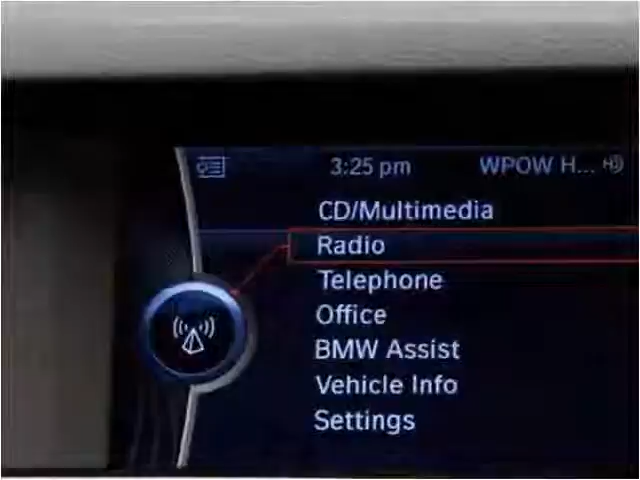 3:25 pm WPOW H...
CD/Multimedia
Radio
Telephone
Office
BMW Assist
Vehicle Info
Settings